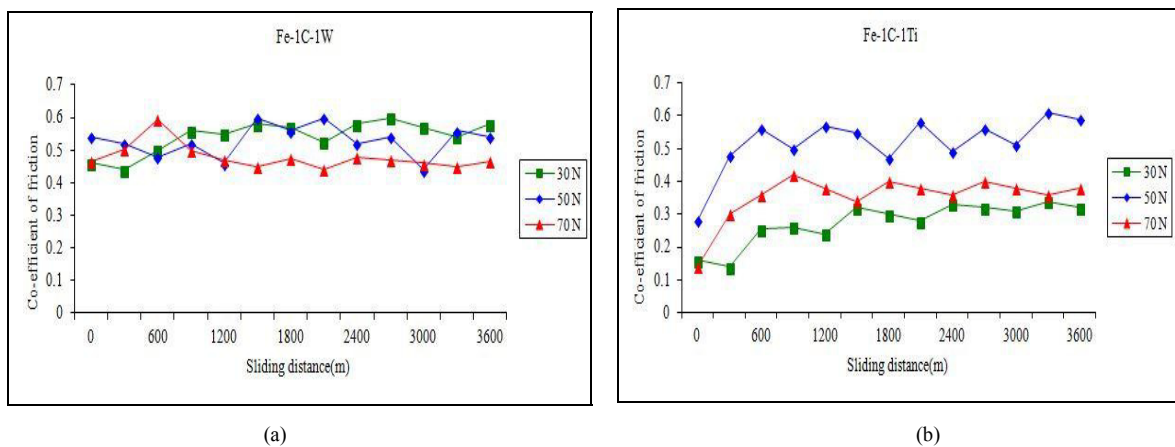 Fe-1C-1W
Co-efficient of friction
0.7
0.6
0.5
0.4
0.3
0.2
0.1
0
0 600 1200 1800 2400 3000 3600
Sliding distance(m)
30 N
50 N
70 N
(a)
Fe-1C-1Ti
Co-efficient of friction
0.7
0.6
0.5
0.4
0.3
0.2
0.1
0
0 600 1200 1800 2400 3000 3600
Sliding distance(m)
30N
50N
70N
(b)